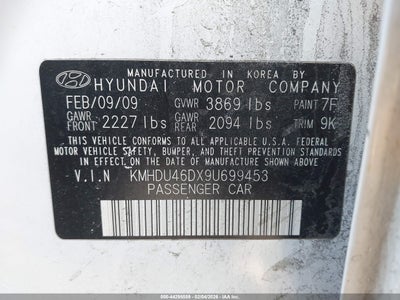 MANUFACTURED IN KOREA BY
HYUNDAI MOTOR COMPANY
FEB/09/09 GVWR 3869 lbs PAINT 7F
GAWR FRONT 2227 lbs GAWR REAR 2094 lbs TRIM 9K
THIS VEHICLE CONFORMS TO ALL APPLICABLE U.S. FEDERAL
MOTOR VEHICLE SAFETY, BUMPER, AND THEFT PREVENTION
STANDARDS IN EFFECT ON THE DATE OF MANUFACTURE SHOWN ABOVE.
V.I.N KMHDU46DX9U699453
PASSENGER CAR